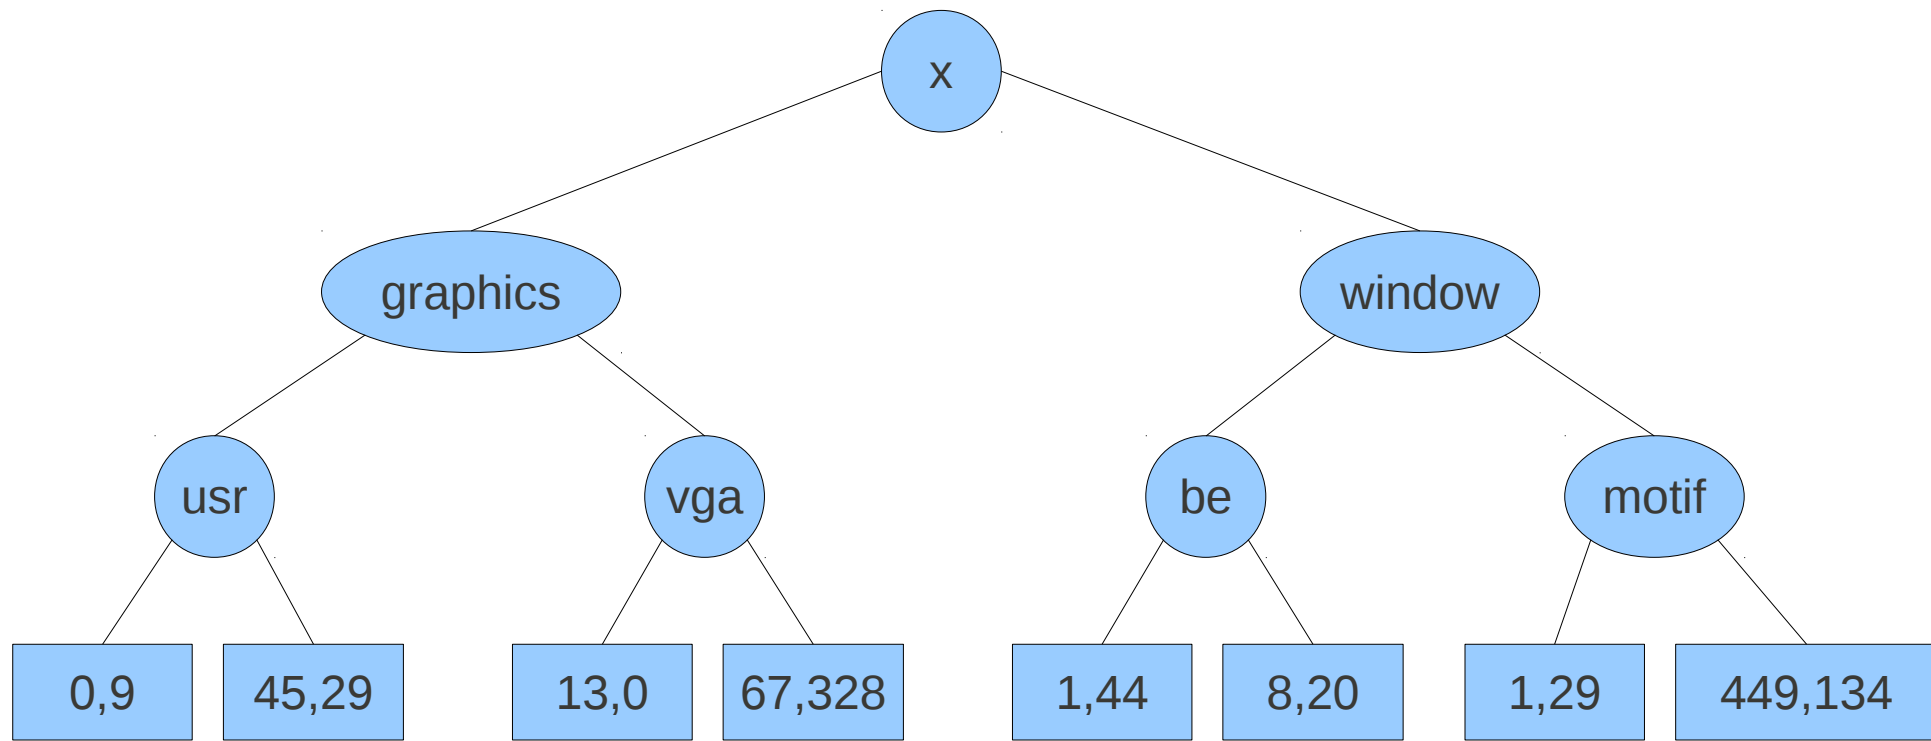 x
graphics
window
usr
vga
be
motif
0,9
45,29
13,0
67,328
1,44
8,20
1,29
449,134